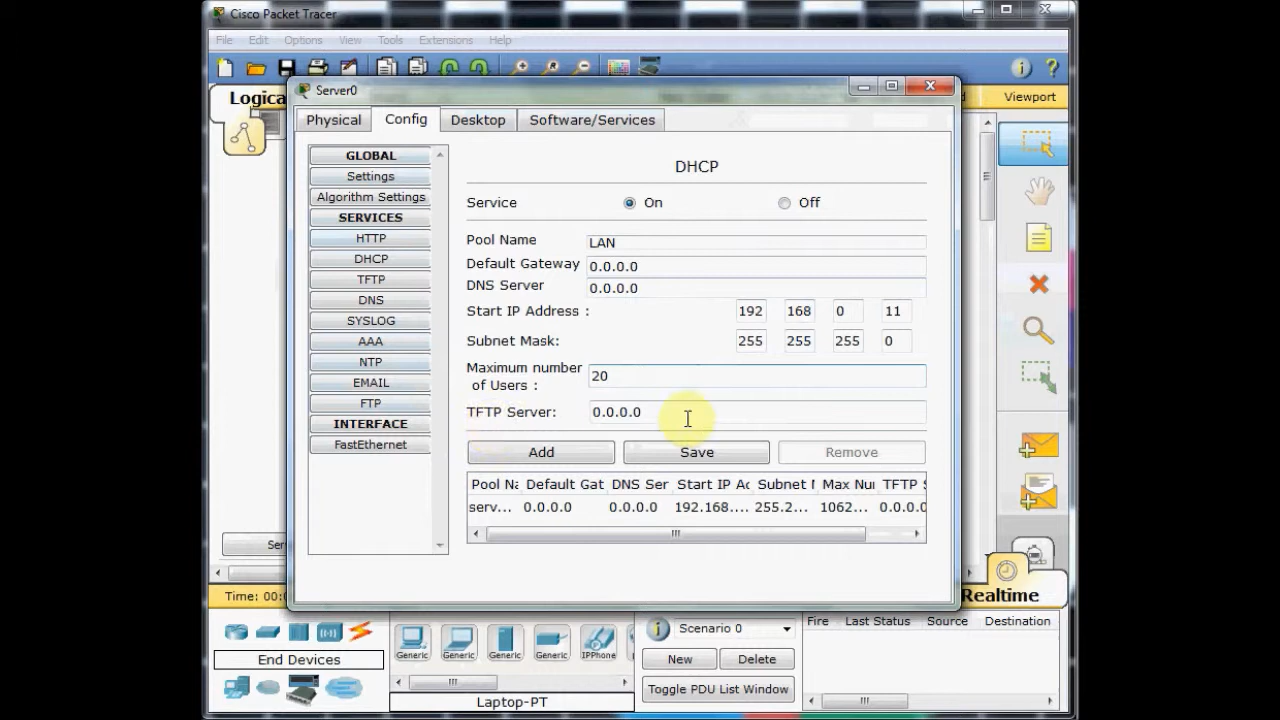 Cisco Packet Tracer
File Edit Options View Tools Extensions Help
Logica
Viewport
Server0
Physical Config Desktop Software/Services
GLOBAL
Settings
Algorithm Settings
SERVICES
HTTP
DHCP
TFTP
DNS
SYSLOG
AAA
NTP
EMAIL
FTP
INTERFACE
FastEthernet
DHCP
Service On Off
Pool Name LAN
Default Gateway 0.0.0.0
DNS Server 0.0.0.0
Start IP Address : 192 168 0 11
Subnet Mask: 255 255 255 0
Maximum number
of Users : 20
TFTP Server: 0.0.0.0
Add Save Remove
Pool Na Default Gat DNS Ser Start IP Ac Subnet M Max Nu TFTP S
serv... 0.0.0.0 0.0.0.0 192.168.... 255.2... 1062... 0.0.0.0
Ser
Time: 00:
Realtime
End Devices
Generic Generic Generic Generic IPPhone
Laptop-PT
Scenario 0
New Delete
Toggle PDU List Window
Fire Last Status Source Destination